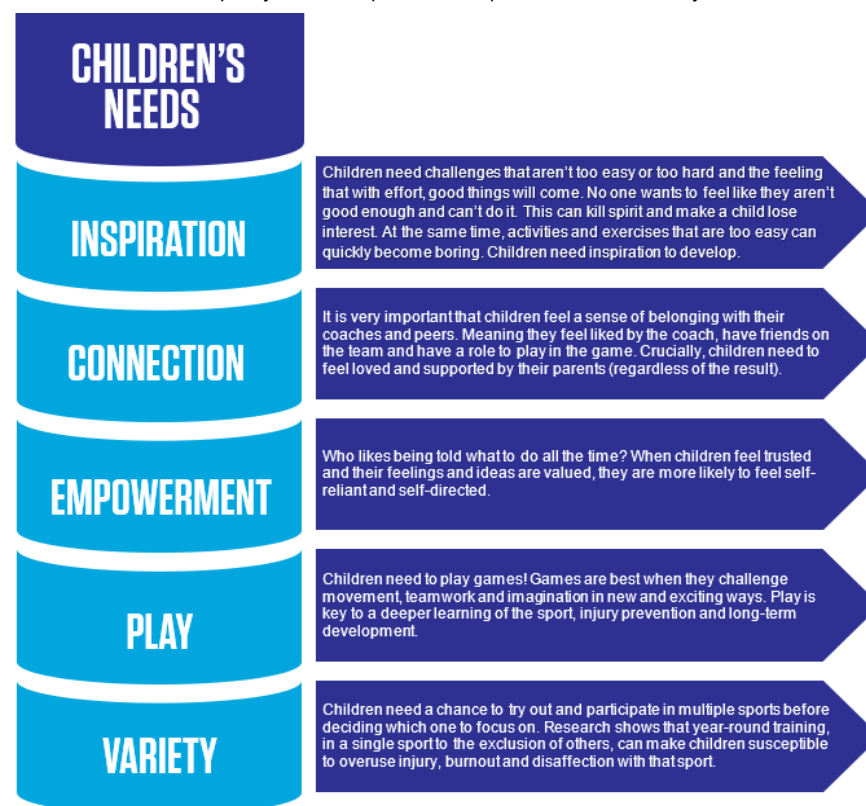 CHILDREN'S
NEEDS
INSPIRATION
Children need challenges that aren't too easy or too hard and the feeling
that with effort, good things will come. No one wants to feel like they aren't
good enough and can't do it. This can kill spirit and make a child lose
interest. At the same time, activities and exercises that are too easy can
quickly become boring. Children need inspiration to develop.
CONNECTION
It is very important that children feel a sense of belonging with their
coaches and peers. Meaning they feel liked by the coach, have friends on
the team and have a role to play in the game. Crucially, children need to
feel loved and supported by their parents (regardless of the result).
EMPOWERMENT
Who likes being told what to do all the time? When children feel trusted
and their feelings and ideas are valued, they are more likely to feel self-
reliant and self-directed.
PLAY
Children need to play games! Games are best when they challenge
movement, teamwork and imagination in new and exciting ways. Play is
key to a deeper learning of the sport, injury prevention and long-term
development.
VARIETY
Children need a chance to try out and participate in multiple sports before
deciding which one to focus on. Research shows that year-round training,
in a single sport to the exclusion of others, can make children susceptible
to overuse injury, burnout and disaffection with that sport.